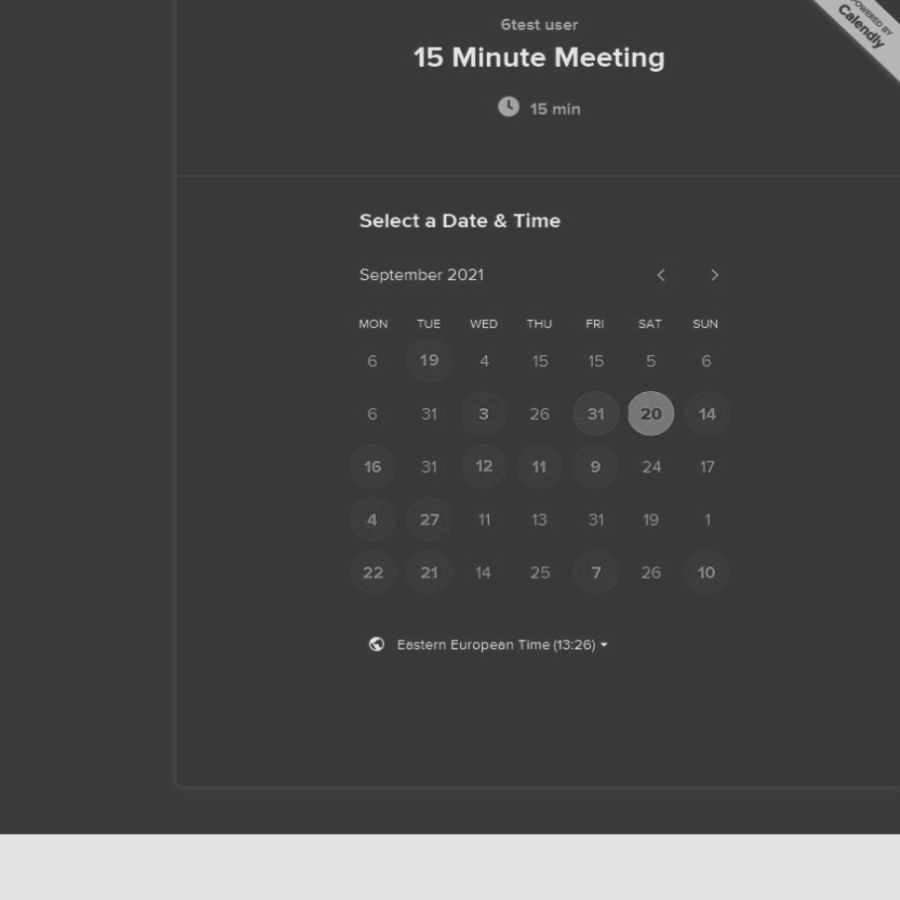 POWERED BY
Calendly
6test user
15 Minute Meeting
15 min
Select a Date & Time
September 2021
MON TUE WED THU FRI SAT SUN
6 19 4 15 15 5 6
6 31 3 26 31 20 14
16 31 12 11 9 24 17
4 27 11 13 31 19 1
22 21 14 25 7 26 10
Eastern European Time (13:26)